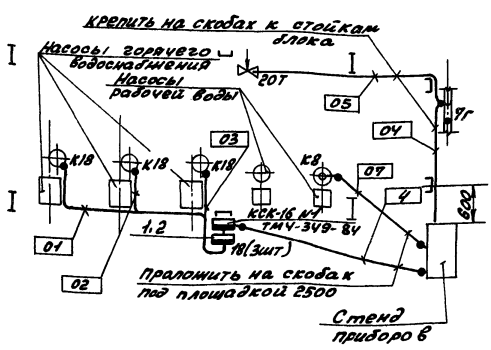 Крепить на скобах к стойкам
блока
Насосы горячего
водоснабжения
Насосы
рабочей воды
20Т
I
I
05
7г
04
03
К18
К18
К18
К8
07
4
600
I
КСК-16 №1
ТМ4-349-84
I
01
1,2
18(3шт)
02
Проложить на скобах
под площадкой 2500
Стенд
приборов